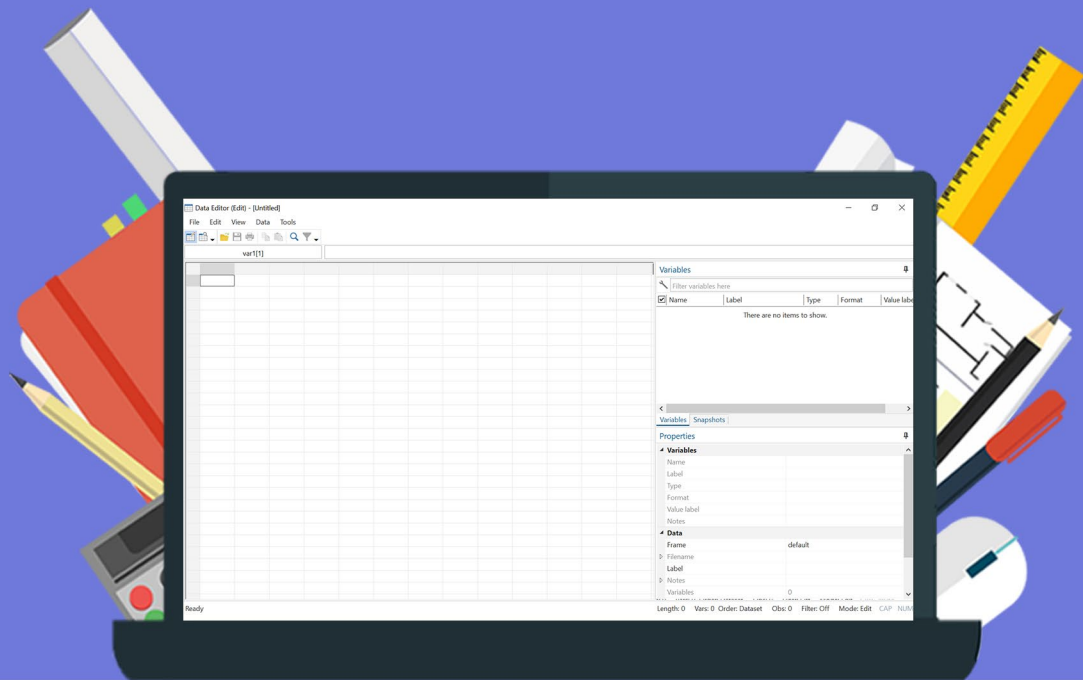 Data Editor (Edit) - [Untitled]
File Edit View Data Tools
var1[1]
Variables
Filter variables here
Name Label Type Format Value labe
There are no items to show.
Variables Snapshots
Properties
Variables
Name
Label
Type
Format
Value label
Notes
Data
Frame default
Filename
Label
Notes
Variables 0
Ready Length: 0 Vars: 0 Order: Dataset Obs: 0 Filter: Off Mode: Edit CAP NUM